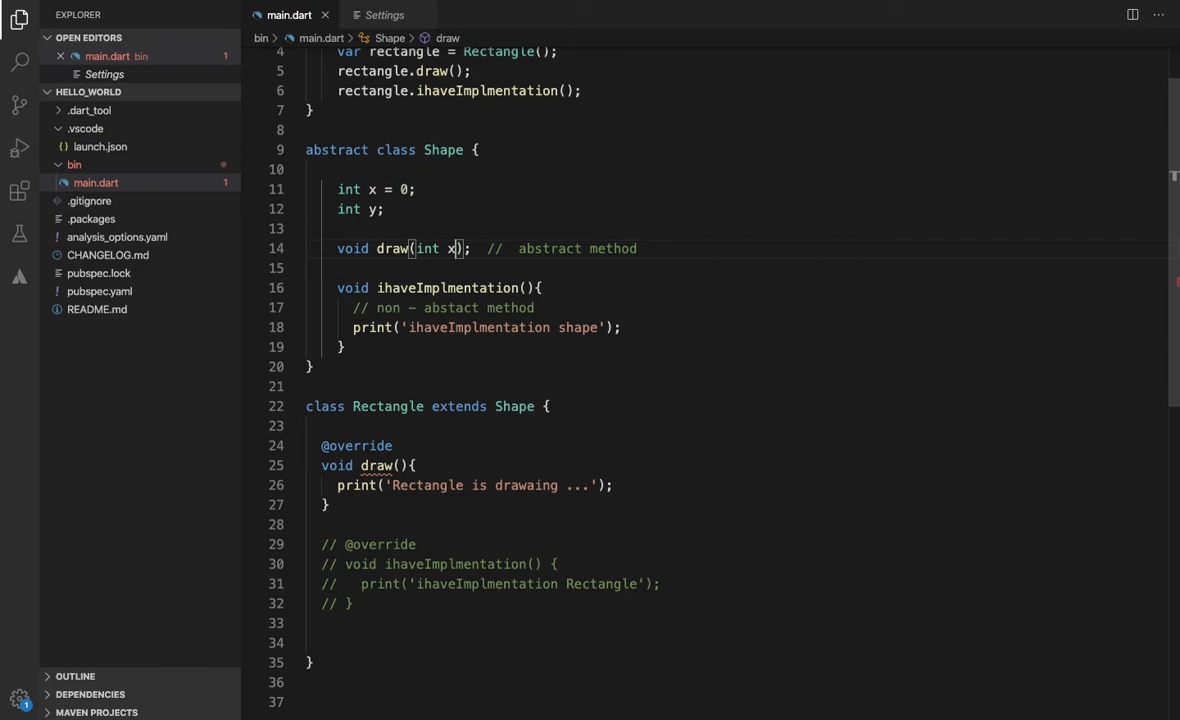 EXPLORER
OPEN EDITORS
main.dart bin 1
Settings
HELLO_WORLD
.dart_tool
.vscode
launch.json
bin
main.dart 1
.gitignore
.packages
analysis_options.yaml
CHANGELOG.md
pubspec.lock
pubspec.yaml
README.md
OUTLINE
DEPENDENCIES
MAVEN PROJECTS
1
main.dart
Settings
bin > main.dart > Shape > draw
4 var rectangle = Rectangle();
5 rectangle.draw();
6 rectangle.ihaveImplmentation();
7 }
8
9 abstract class Shape {
10
11 int x = 0;
12 int y;
13
14 void draw(int x); // abstract method
15
16 void ihaveImplmentation(){
17 // non - abstact method
18 print('ihaveImplmentation shape');
19 }
20 }
21
22 class Rectangle extends Shape {
23
24 @override
25 void draw(){
26 print('Rectangle is drawaing ...');
27 }
28
29 // @override
30 // void ihaveImplmentation() {
31 // print('ihaveImplmentation Rectangle');
32 // }
33
34
35 }
36
37